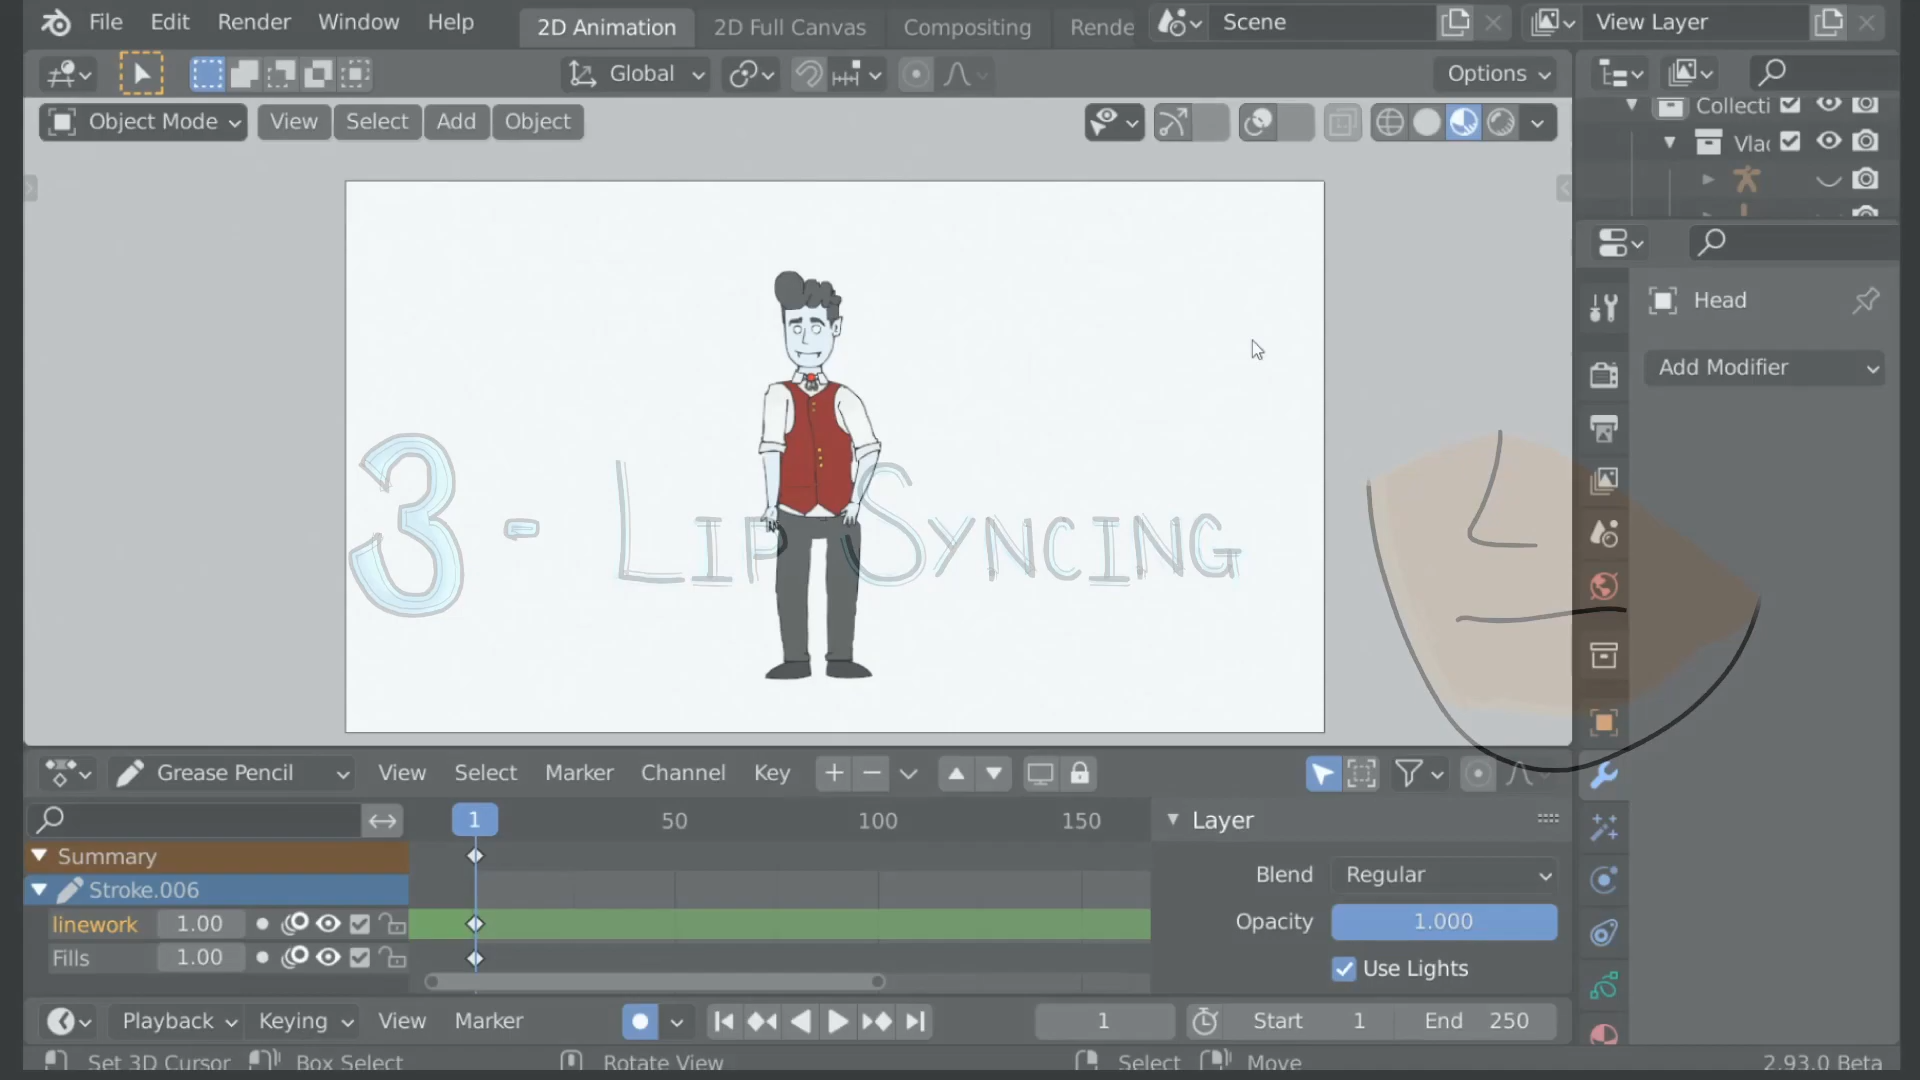 File Edit Render Window Help 2D Animation 2D Full Canvas Compositing Rende Scene View Layer
Global Options
Object Mode View Select Add Object
Collecti
Vla
Head
Add Modifier
3 - Lip Syncing
Grease Pencil View Select Marker Channel Key
1 50 100 150 Layer
Summary
Blend Regular
Stroke.006
linework 1.00 Opacity 1.000
Fills 1.00 Use Lights
Playback Keying View Marker 1 Start 1 End 250
Set 3D Cursor Box Select Rotate View Select Move 2.93.0 Beta